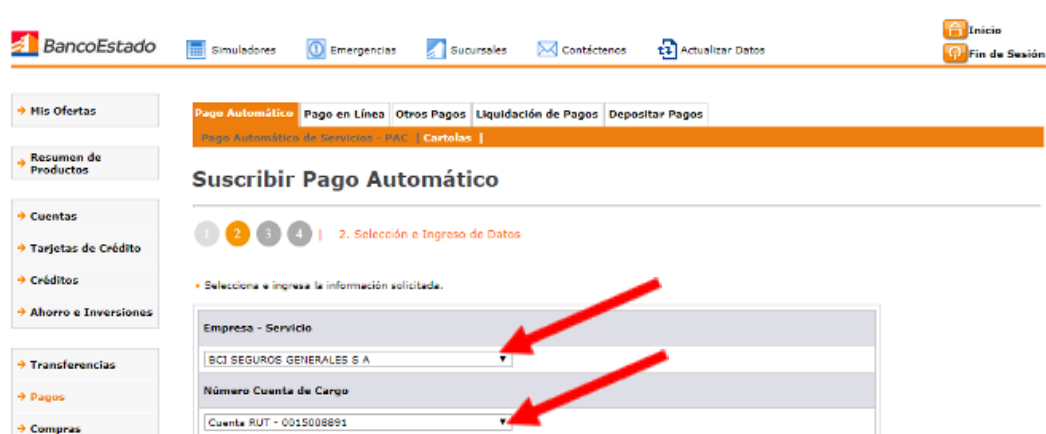 BancoEstado
Simuladores
Emergencias
Sucursales
Contáctenos
Actualizar Datos
Inicio
Fin de Sesión
Mis Ofertas
Resumen de
Productos
Cuentas
Tarjetas de Crédito
Créditos
Ahorro e Inversiones
Transferencias
Pagos
Compras
Pago Automático Pago en Línea Otros Pagos Liquidación de Pagos Depositar Pagos
Pago Automático de Servicios - PAC | Cartolas |
Suscribir Pago Automático
1 2 3 4 | 2. Selección e Ingreso de Datos
Selecciona e ingresa la información solicitada.
Empresa - Servicio
BCI SEGUROS GENERALES S A
Número Cuenta de Cargo
Cuenta RUT - 0015008891